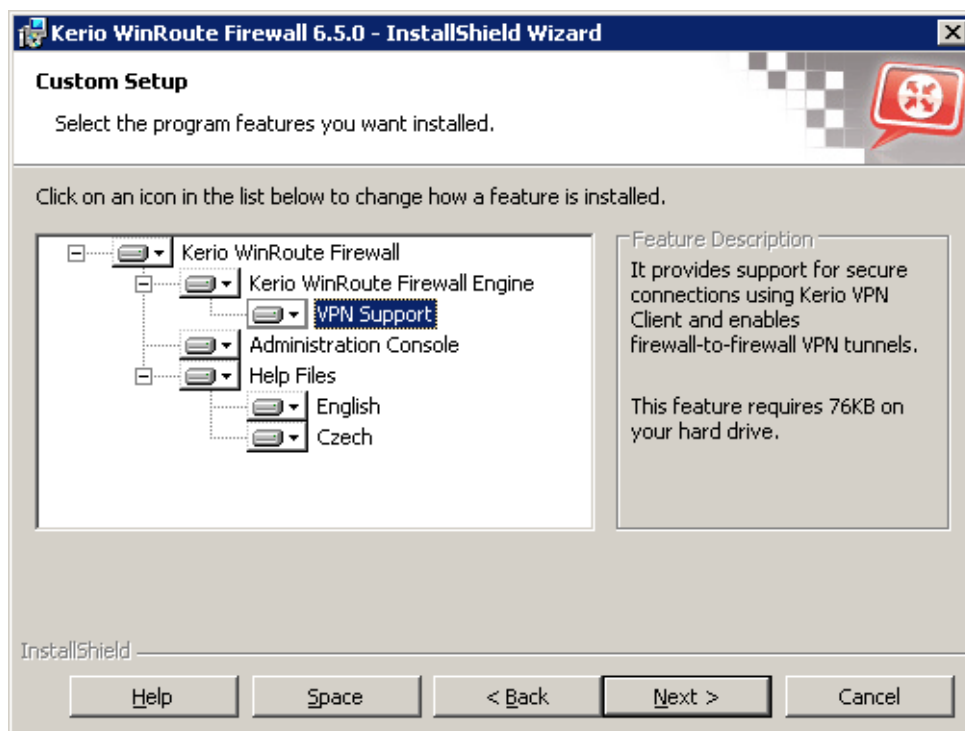 Kerio WinRoute Firewall 6.5.0 - InstallShield Wizard
Custom Setup
Select the program features you want installed.
Click on an icon in the list below to change how a feature is installed.
Kerio WinRoute Firewall
Kerio WinRoute Firewall Engine
VPN Support
Administration Console
Help Files
English
Czech
Feature Description
It provides support for secure
connections using Kerio VPN
Client and enables
firewall-to-firewall VPN tunnels.
This feature requires 76KB on
your hard drive.
InstallShield
Help
Space
< Back
Next >
Cancel